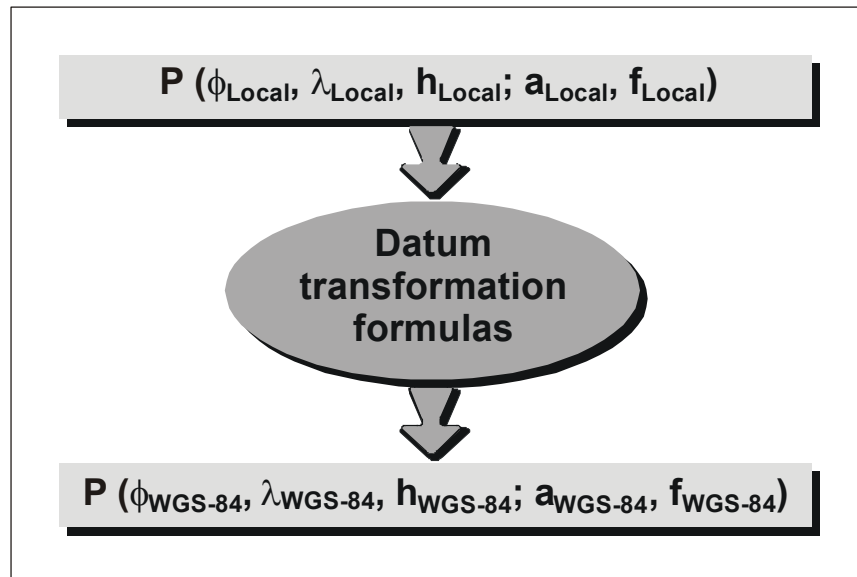 P (ϕLocal, λLocal, hLocal; aLocal, fLocal)
Datum
transformation
formulas
P (ϕWGS-84, λWGS-84, hWGS-84; aWGS-84, fWGS-84)